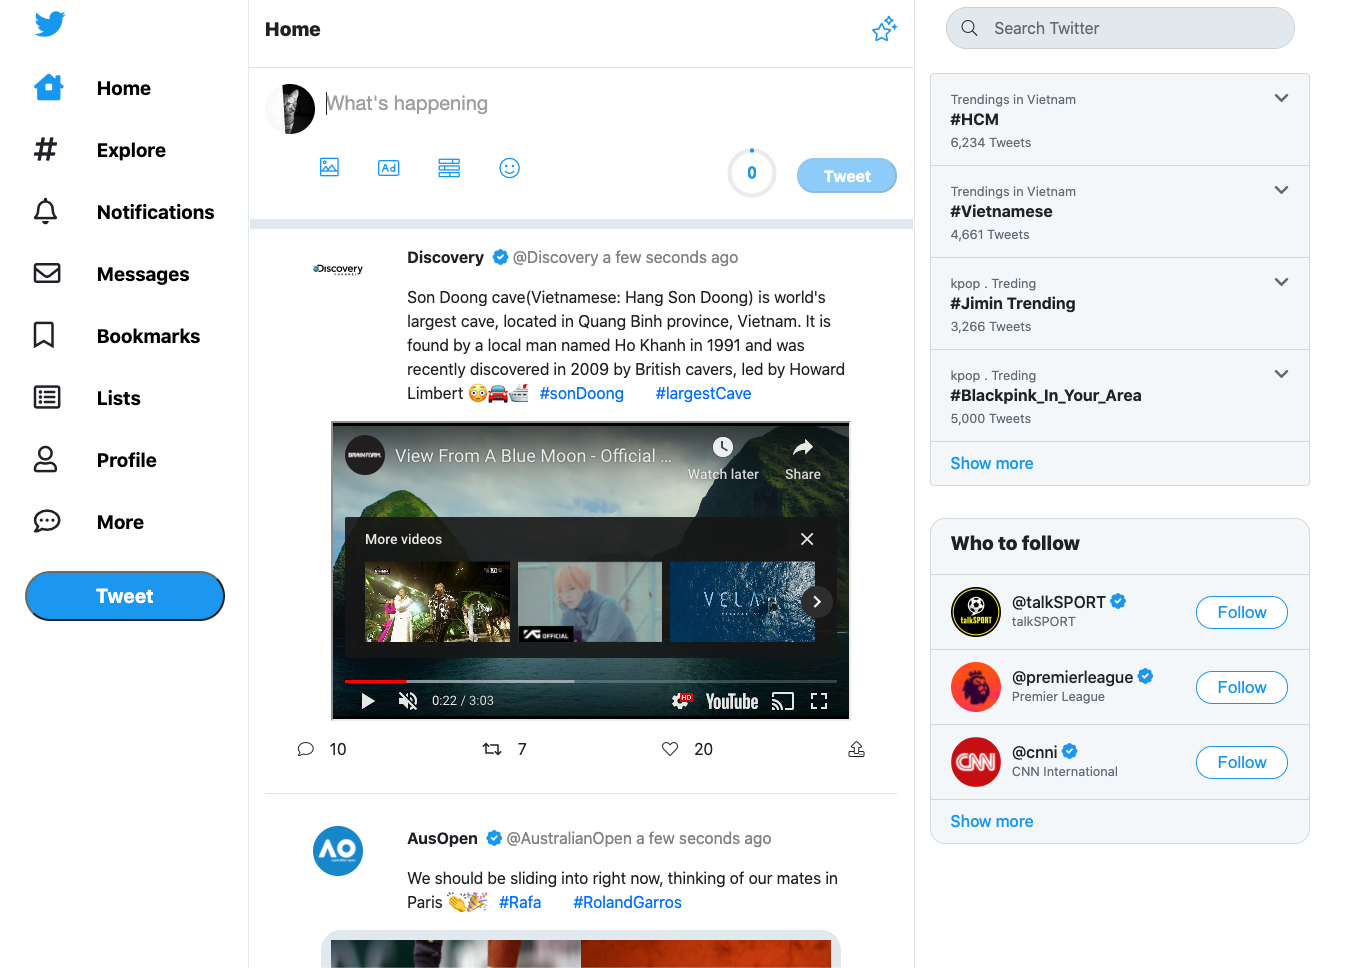 Home
Explore
Notifications
Messages
Bookmarks
Lists
Profile
More
Tweet
Home
What's happening
Ad
0
Tweet
Discovery
Discovery @Discovery a few seconds ago
Son Doong cave(Vietnamese: Hang Son Doong) is world's
largest cave, located in Quang Binh province, Vietnam. It is
found by a local man named Ho Khanh in 1991 and was
recently discovered in 2009 by British cavers, led by Howard
Limbert 😳🚘🛳 #sonDoong #largestCave
BRAINFARM
View From A Blue Moon - Official ...
Watch later
Share
More videos
YG OFFICIAL
VELA
0:22 / 3:03
HD
YouTube
10
7
20
AO
AusOpen @AustralianOpen a few seconds ago
We should be sliding into right now, thinking of our mates in
Paris 👏🎉 #Rafa #RolandGarros
Search Twitter
Trendings in Vietnam
#HCM
6,234 Tweets
Trendings in Vietnam
#Vietnamese
4,661 Tweets
kpop . Treding
#Jimin Trending
3,266 Tweets
kpop . Treding
#Blackpink_In_Your_Area
5,000 Tweets
Show more
Who to follow
talkSPORT
@talkSPORT
talkSPORT
Follow
@premierleague
Premier League
Follow
CNN
@cnni
CNN International
Follow
Show more